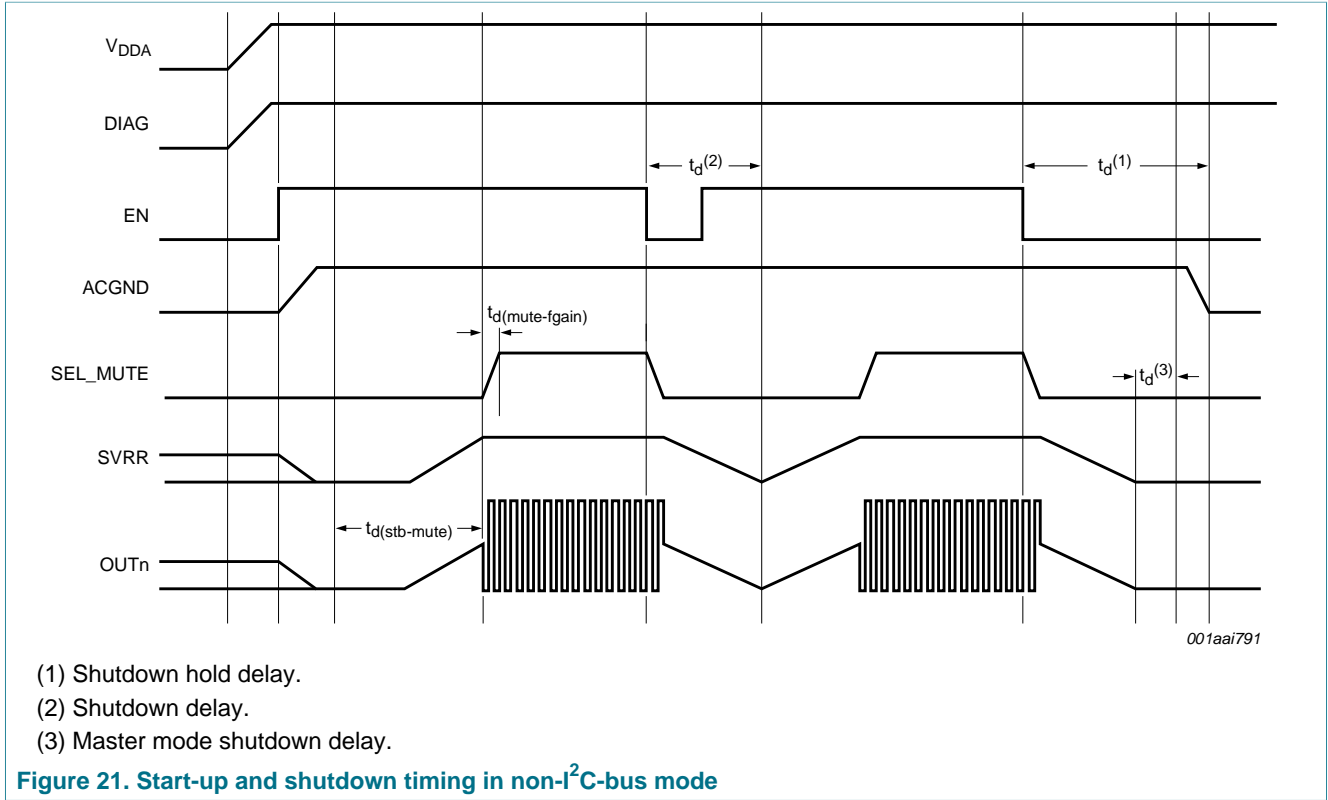 VDDA
DIAG
td(2)
td(1)
EN
ACGND
td(mute-fgain)
SEL_MUTE
td(3)
SVRR
td(stb-mute)
OUTn
001aai791
(1) Shutdown hold delay.
(2) Shutdown delay.
(3) Master mode shutdown delay.
Figure 21. Start-up and shutdown timing in non-I2C-bus mode